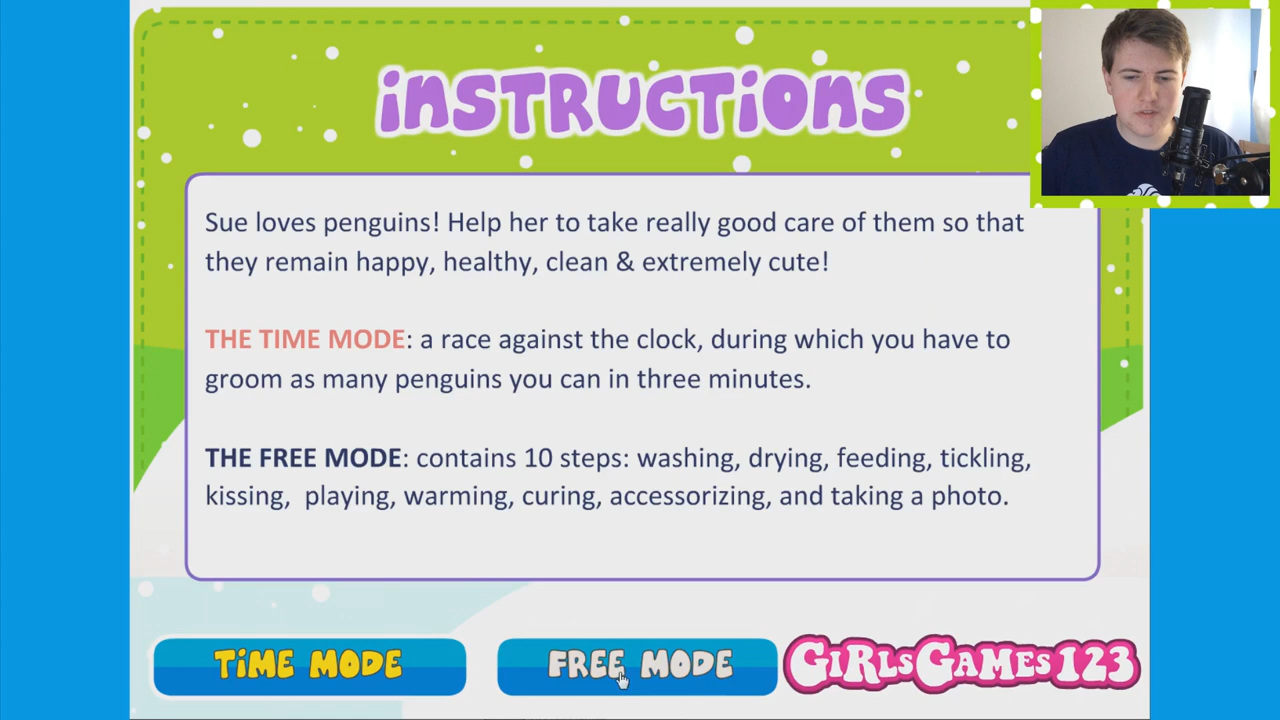 iNSTRUCTiONS
Sue loves penguins! Help her to take really good care of them so that
they remain happy, healthy, clean & extremely cute!
THE TIME MODE: a race against the clock, during which you have to
groom as many penguins you can in three minutes.
THE FREE MODE: contains 10 steps: washing, drying, feeding, tickling,
kissing, playing, warming, curing, accessorizing, and taking a photo.
TiME MODE
FREE MODE
GiRLsGAMES123